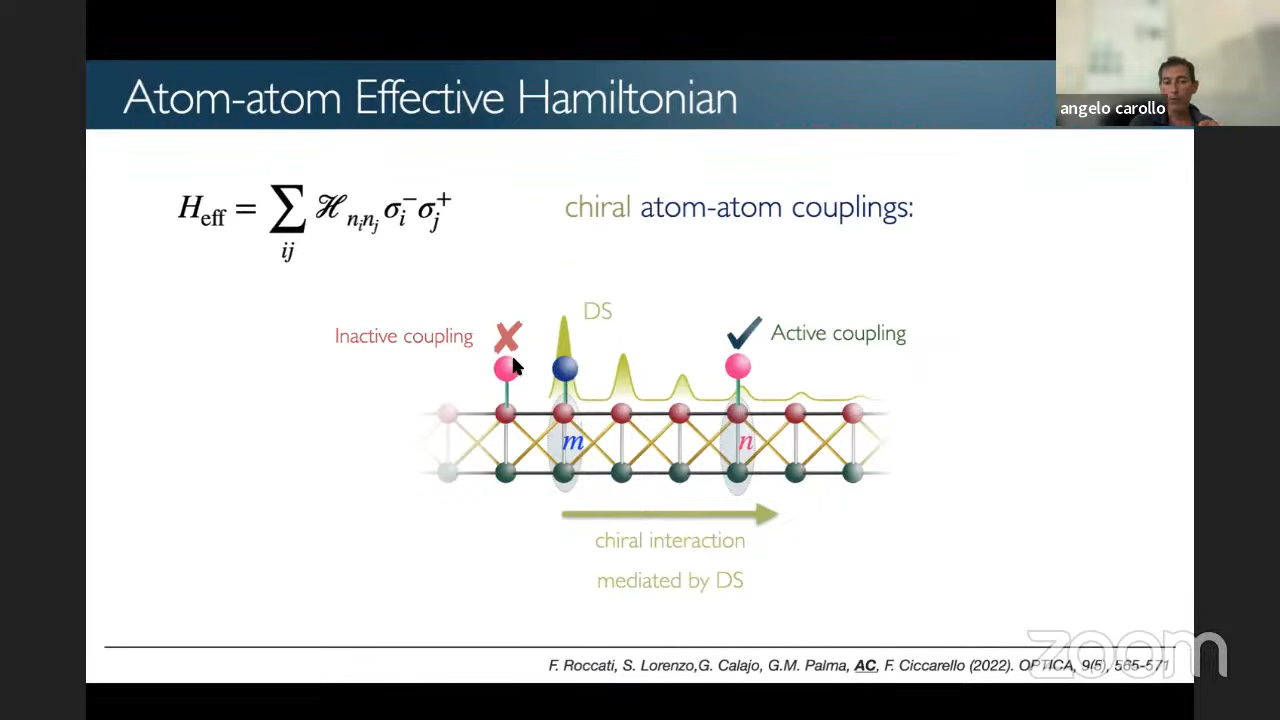 Atom-atom Effective Hamiltonian
angelo carollo
H_eff = ∑_{ij} ℋ_{n_i n_j} σ_i^- σ_j^+
chiral atom-atom couplings:
DS
Inactive coupling
Active coupling
m
n
chiral interaction
mediated by DS
zoom
F. Roccati, S. Lorenzo,G. Calajo, G.M. Palma, AC, F. Ciccarello (2022). OPTICA, 9(5), 565-571